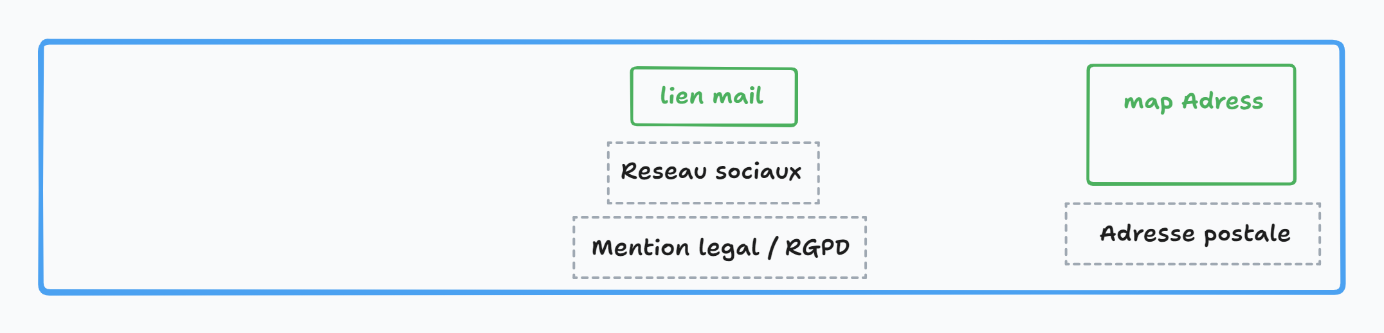 lien mail
map Adress
Reseau sociaux
Adresse postale
Mention legal / RGPD